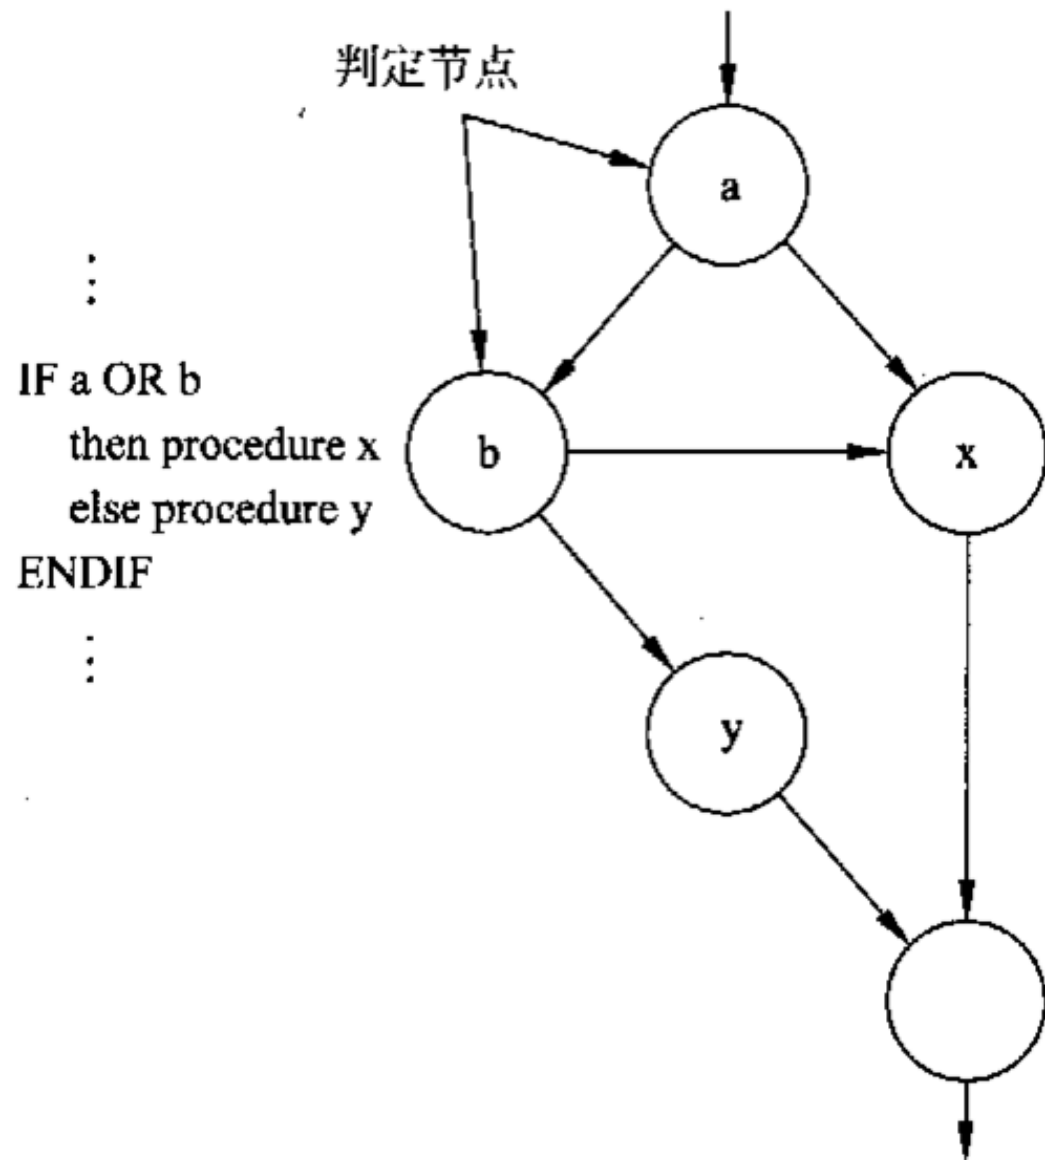 判定节点
a
⋮
IF a OR b
then procedure x
else procedure y
ENDIF
⋮
b
x
y